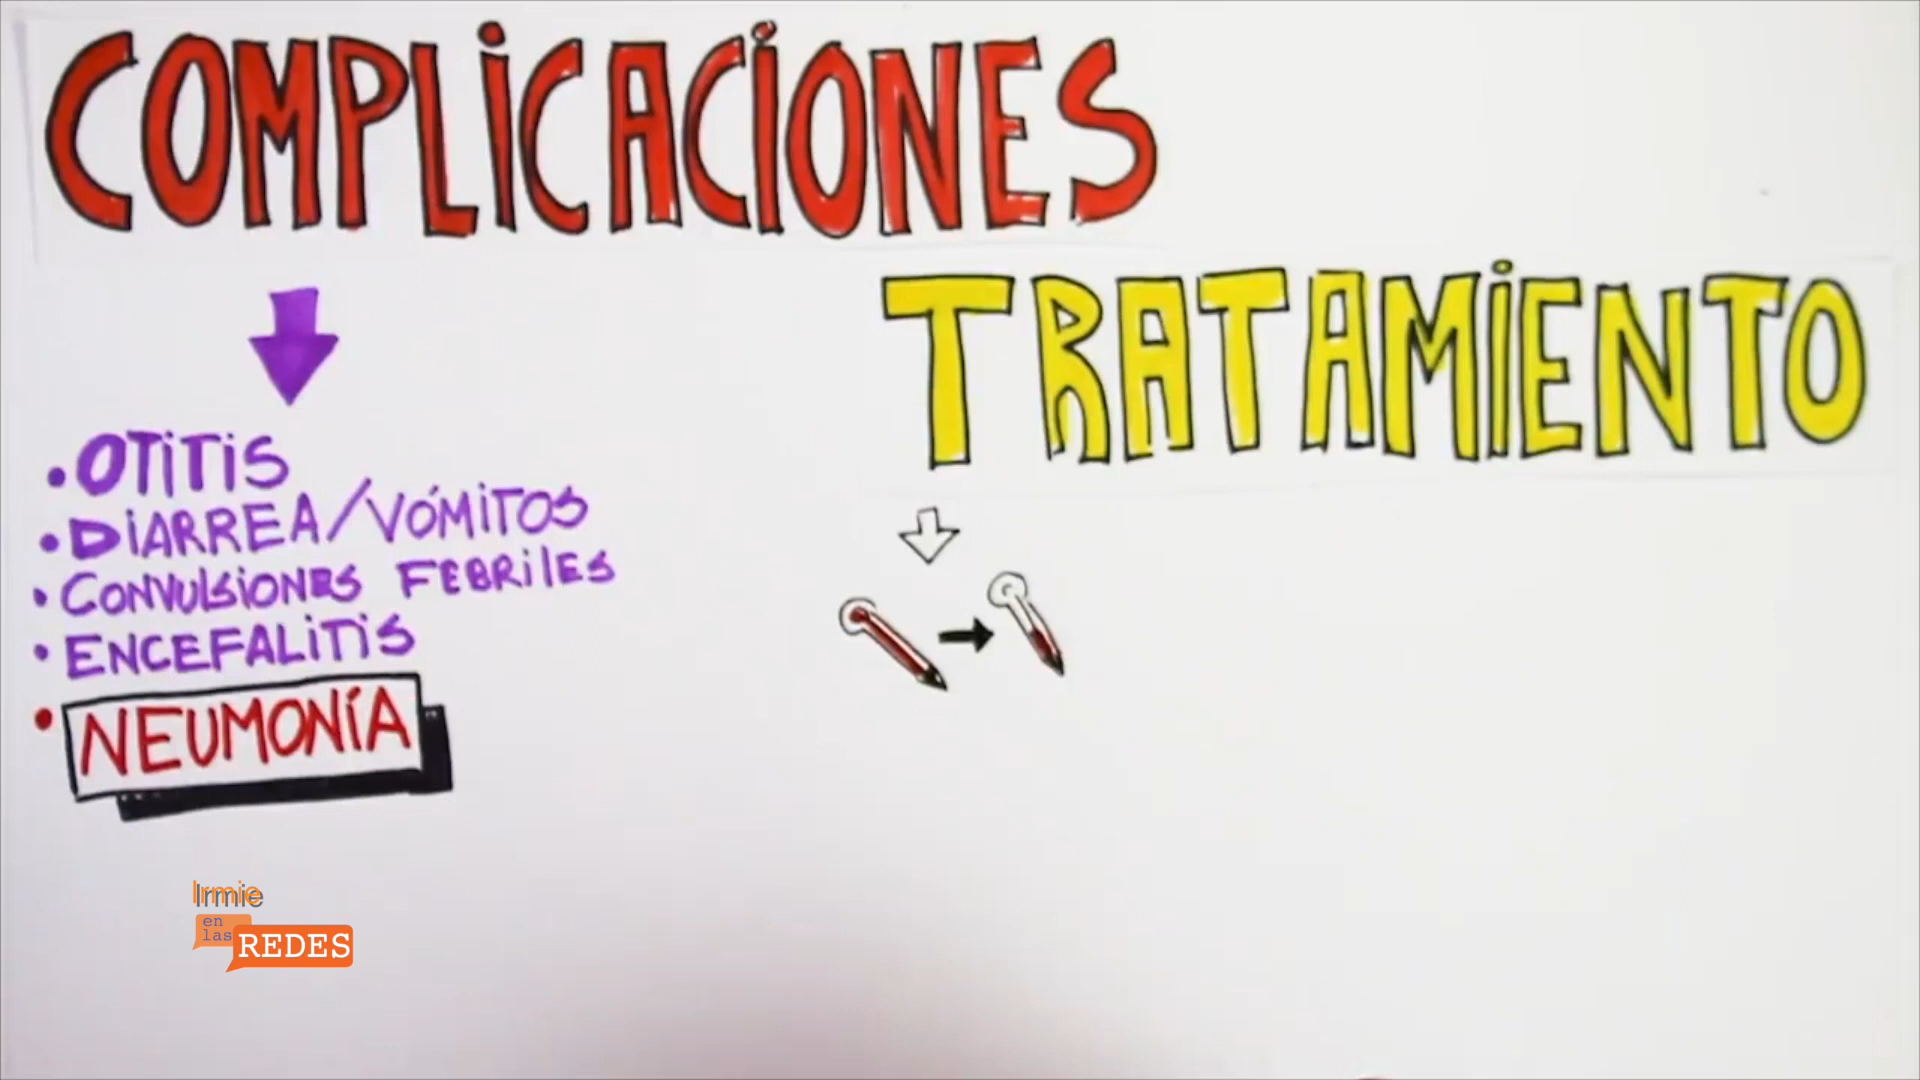 COMPLICACIONES
TRATAMIENTO
• OTITIS
• DIARREA/VÓMITOS
• CONVULSIONES FEBRILES
• ENCEFALITIS
• NEUMONÍA
Irmie
en
las
REDES